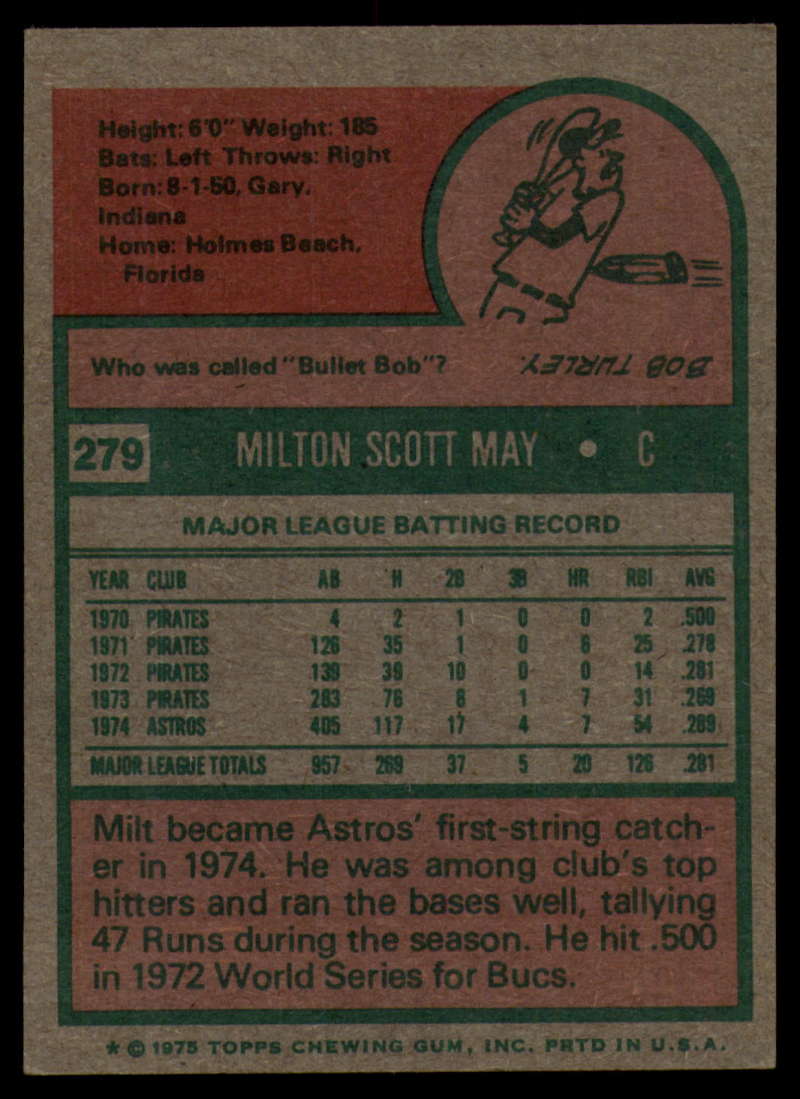 Height: 6'0" Weight: 185
Bats: Left Throws: Right
Born: 8-1-50, Gary,
Indiana
Home: Holmes Beach,
Florida
Who was called "Bullet Bob"?
BOB TURLEY.
279 MILTON SCOTT MAY • C
MAJOR LEAGUE BATTING RECORD
YEAR CLUB AB H 2B 3B HR RBI AVG
1970 PIRATES 4 2 1 0 0 2 .500
1971 PIRATES 126 35 1 0 6 25 .278
1972 PIRATES 139 39 10 0 0 14 .281
1973 PIRATES 283 76 8 1 7 31 .269
1974 ASTROS 405 117 17 4 7 54 .289
MAJOR LEAGUE TOTALS 957 269 37 5 20 126 .281
Milt became Astros' first-string catch-
er in 1974. He was among club's top
hitters and ran the bases well, tallying
47 Runs during the season. He hit .500
in 1972 World Series for Bucs.
* © 1975 TOPPS CHEWING GUM, INC. PRTD IN U.S.A.